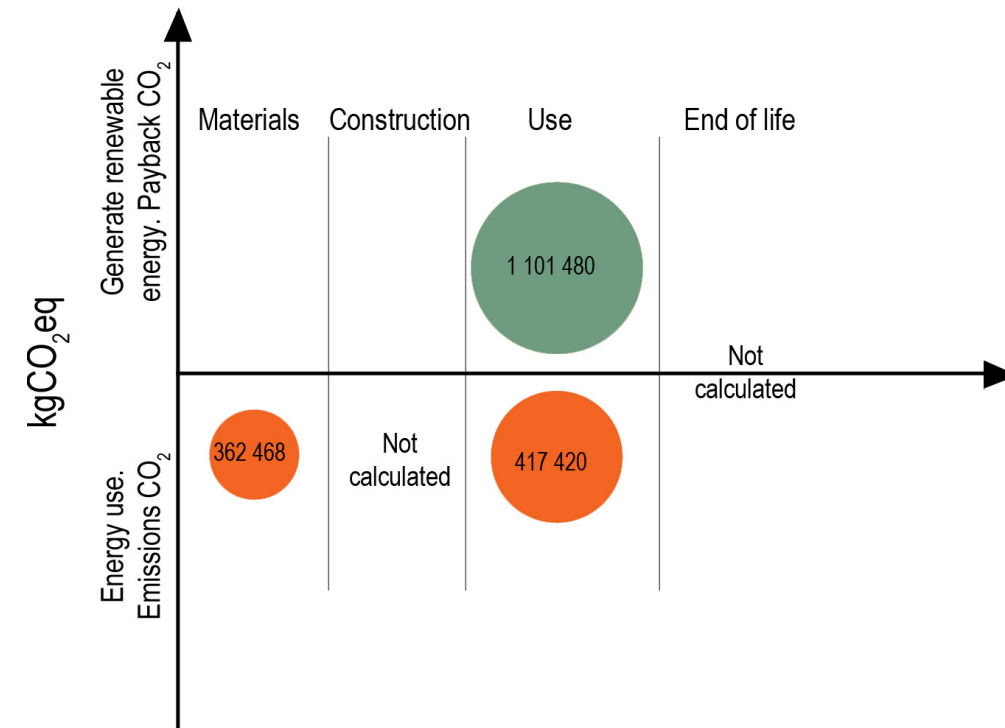 kgCO₂eq
Generate renewable
energy. Payback CO₂
Energy use.
Emissions CO₂
Materials
Construction
Use
End of life
1 101 480
Not
calculated
362 468
Not
calculated
417 420